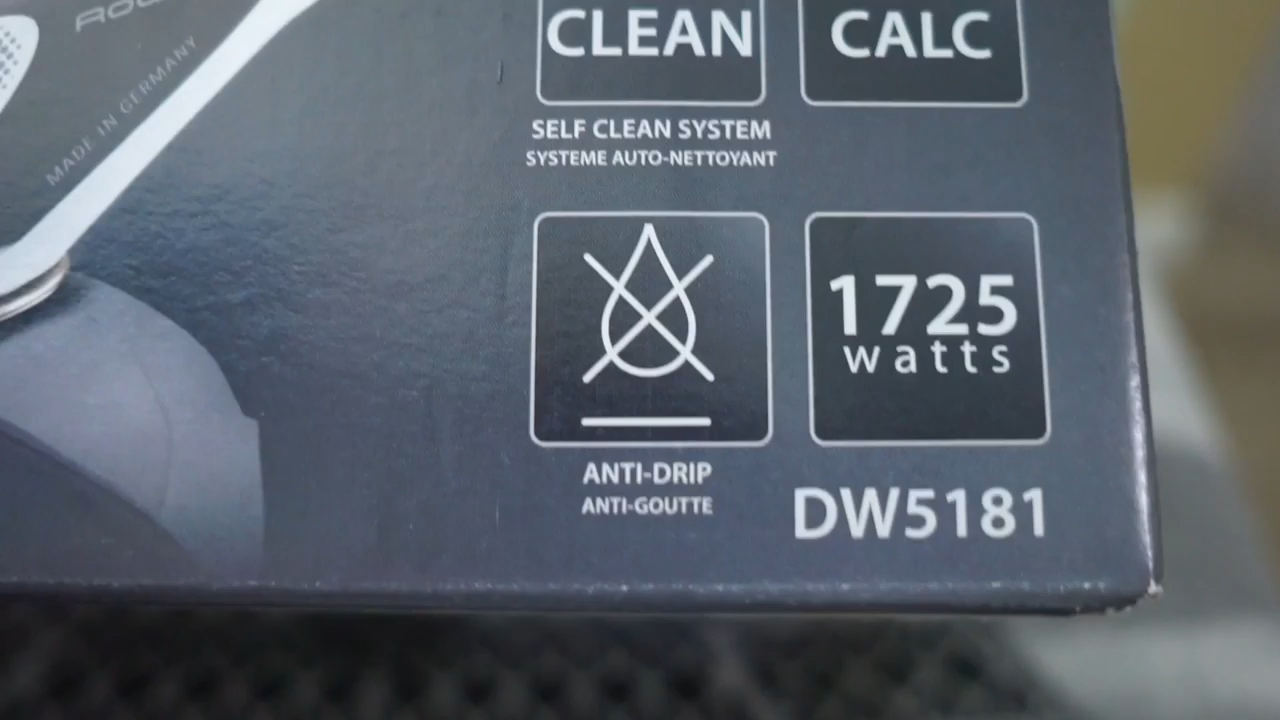 MADE IN GERMANY
CLEAN
CALC
SELF CLEAN SYSTEM
SYSTEME AUTO-NETTOYANT
1725
watts
ANTI-DRIP
ANTI-GOUTTE
DW5181